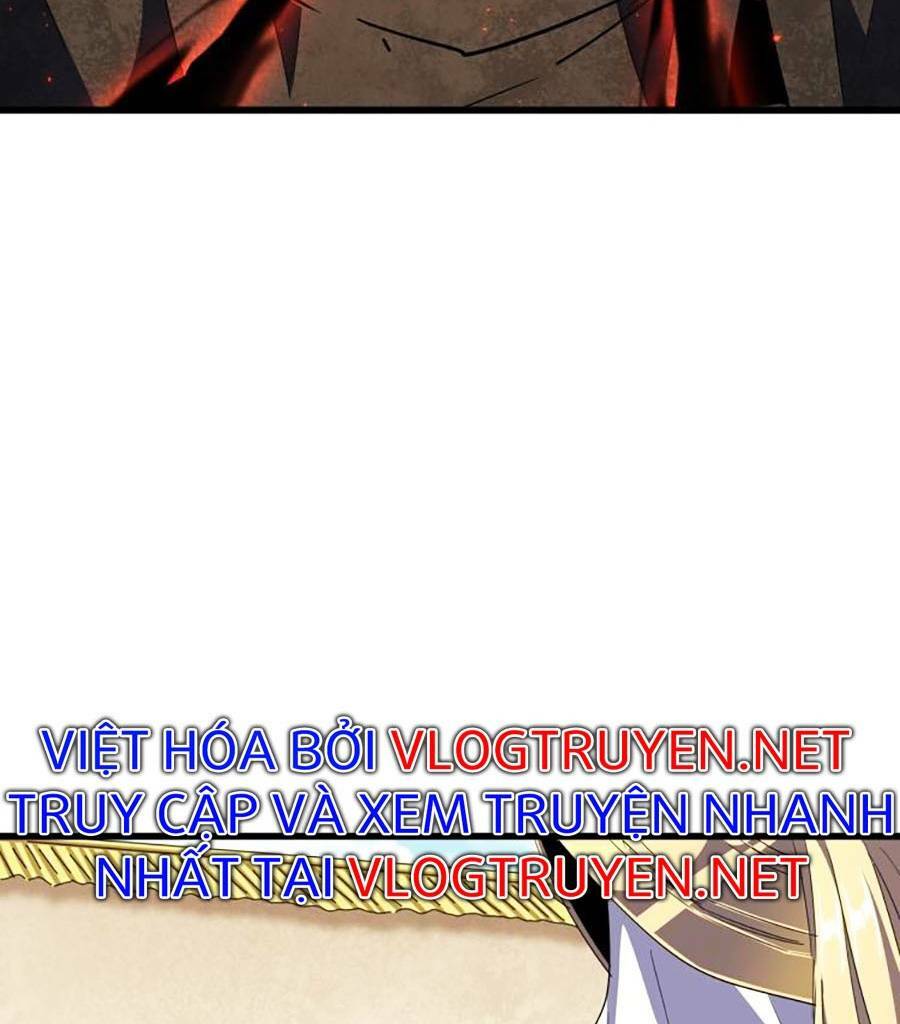 VIỆT HÓA BỞI VLOGTRUYEN.NET
TRUY CẬP VÀ XEM TRUYỆN NHANH
NHẤT TẠI VLOGTRUYEN.NET